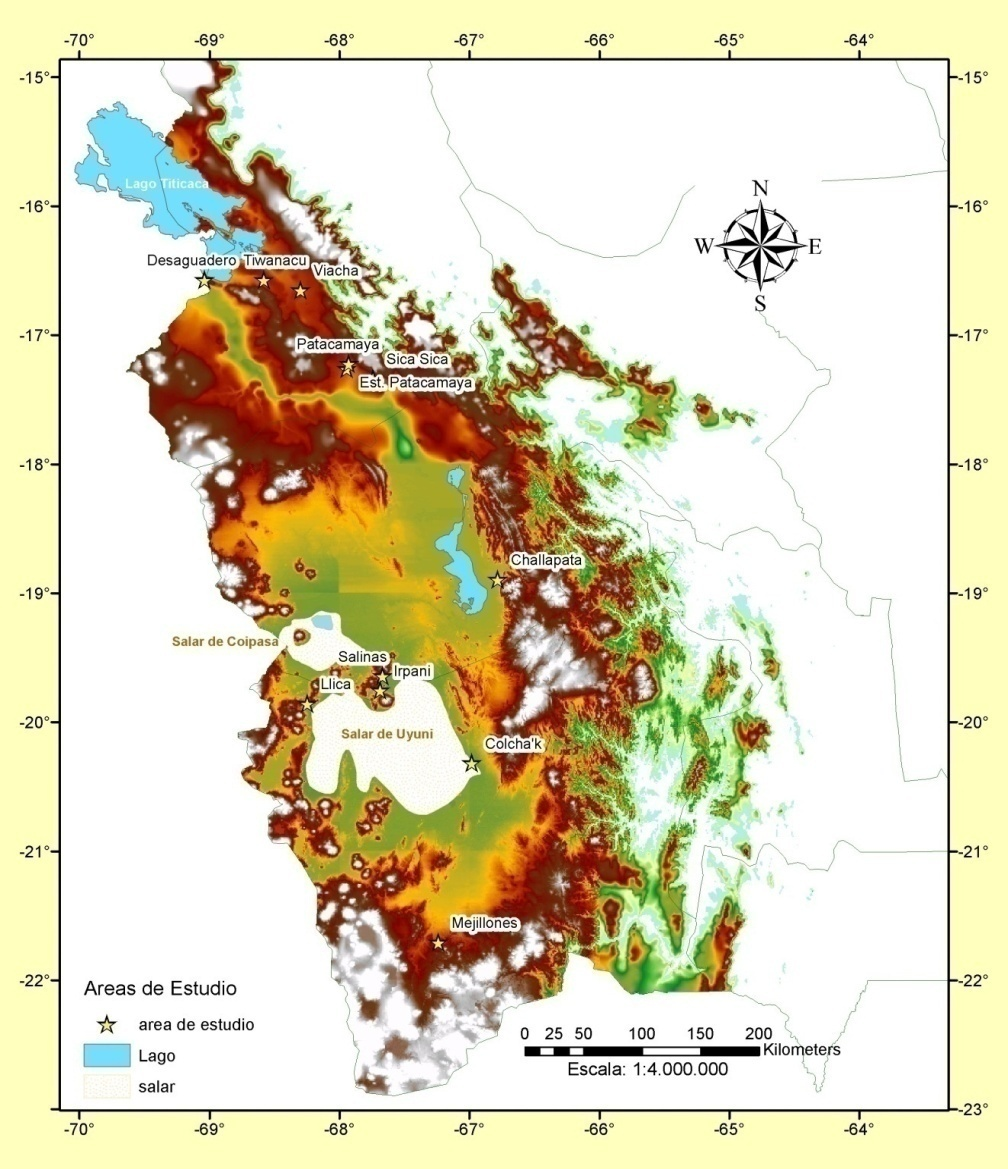 -70° -69° -68° -67° -66° -65° -64°
-15° -15°
Lago Titicaca
-16° -16°
N
W E
S
Desaguadero Tiwanacu
Viacha
-17° -17°
Patacamaya
Sica Sica
Est. Patacamaya
-18° -18°
Challapata
-19° -19°
Salar de Coipasa
Salinas
Irpani
Llica
-20° -20°
Salar de Uyuni
Colcha'k
-21° -21°
Mejillones
-22° -22°
Areas de Estudio
area de estudio
Lago
salar
0 25 50 100 150 200
Kilometers
Escala: 1:4.000.000
-23° -23°
-70° -69° -68° -67° -66° -65° -64°